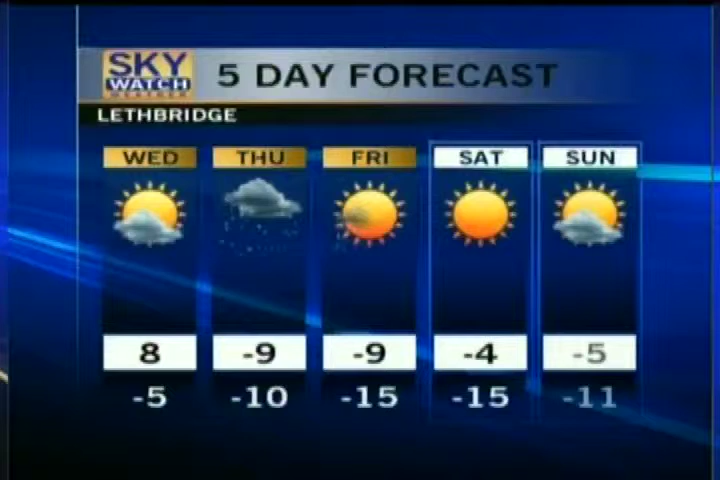 SKY
WATCH
WEATHER
5 DAY FORECAST
LETHBRIDGE
WED THU FRI SAT SUN
8 -9 -9 -4 -5
-5 -10 -15 -15 -11